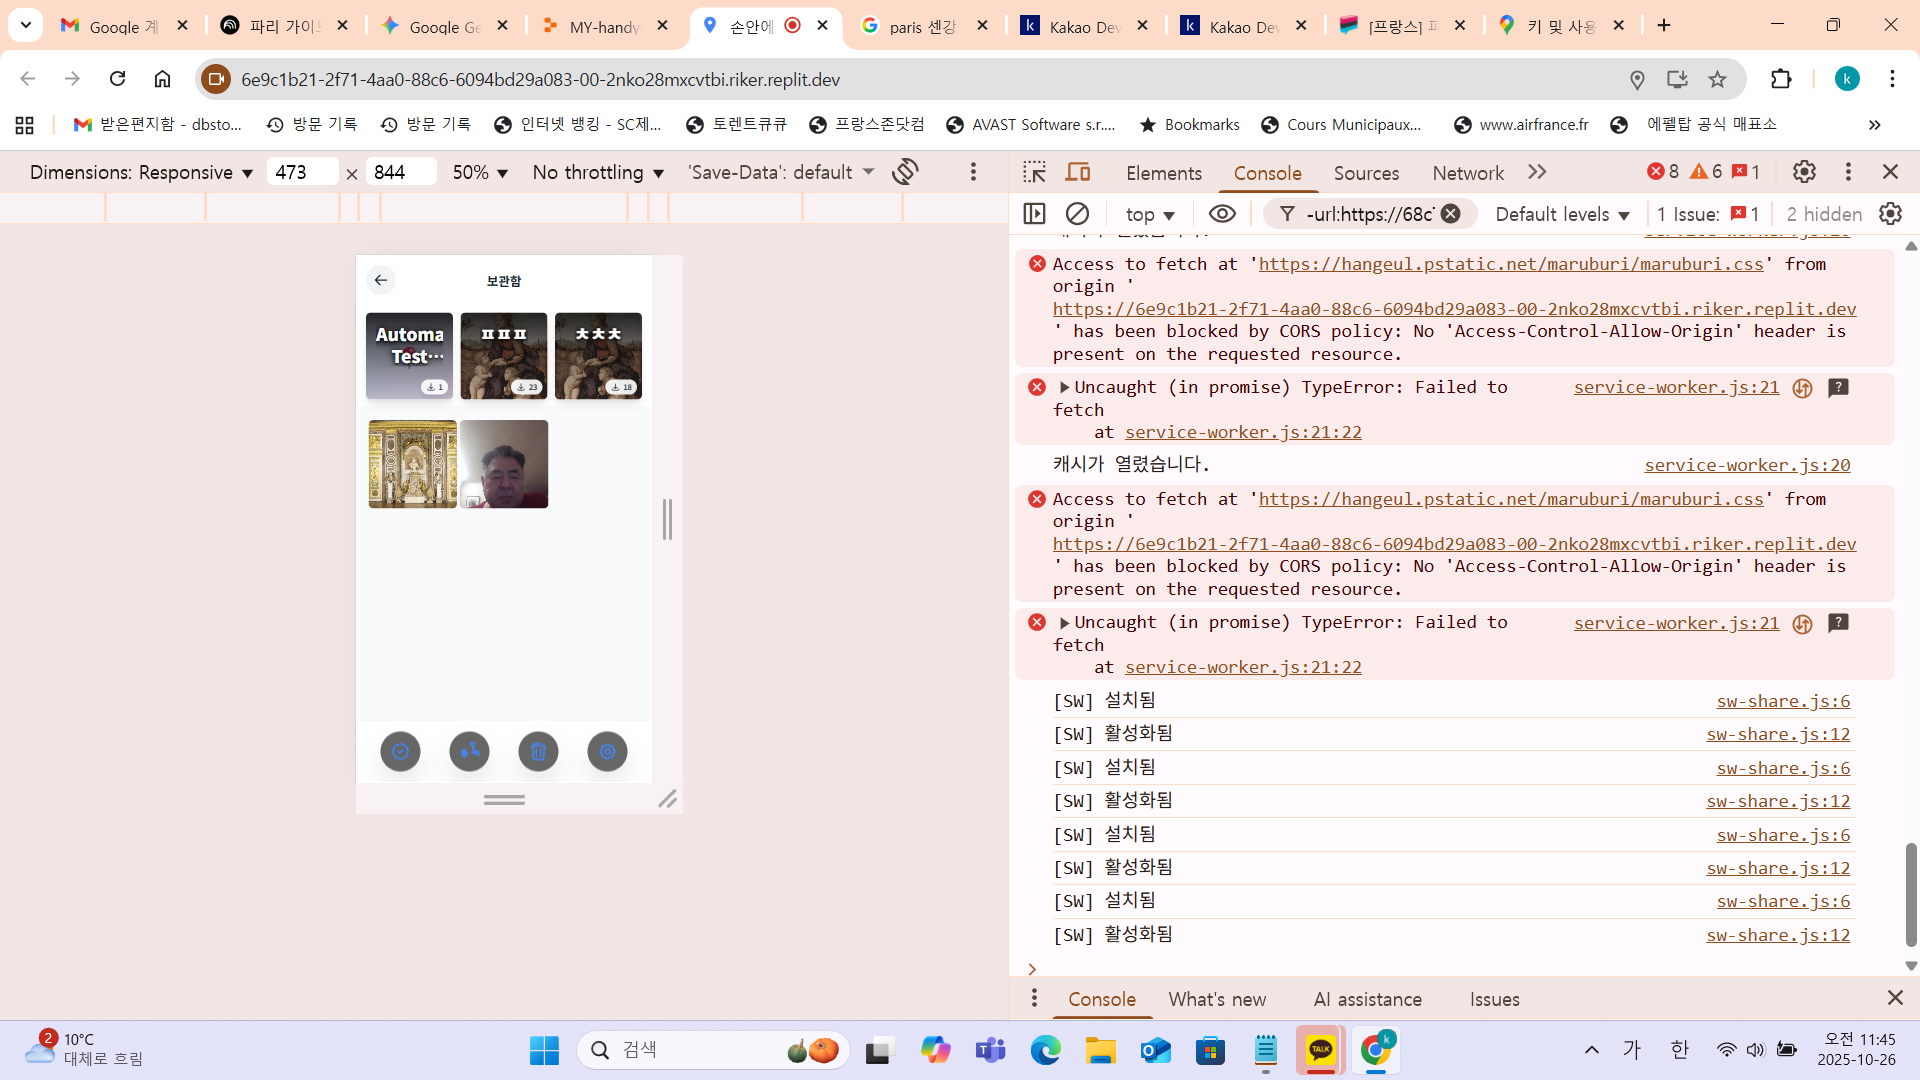 Google 계
파리 가이드
Google Ge
MY-handy
손안에
paris 센강
Kakao Dev
Kakao Dev
[프랑스] 파
키 및 사용
6e9c1b21-2f71-4aa0-88c6-6094bd29a083-00-2nko28mxcvtbi.riker.replit.dev
k
받은편지함 - dbsto...
방문 기록
방문 기록
인터넷 뱅킹 - SC제...
토렌트큐큐
프랑스존닷컴
AVAST Software s.r....
Bookmarks
Cours Municipaux...
www.airfrance.fr
에펠탑 공식 매표소
Dimensions: Responsive 473 × 844 50% No throttling 'Save-Data': default
Elements Console Sources Network 8 6 1
top -url:https://68c Default levels 1 Issue: 1 2 hidden
보관함
Automa
Test...
1
ㅍㅍㅍ
23
ㅊㅊㅊ
18
Access to fetch at 'https://hangeul.pstatic.net/maruburi/maruburi.css' from
origin '
https://6e9c1b21-2f71-4aa0-88c6-6094bd29a083-00-2nko28mxcvtbi.riker.replit.dev
' has been blocked by CORS policy: No 'Access-Control-Allow-Origin' header is
present on the requested resource.
Uncaught (in promise) TypeError: Failed to service-worker.js:21
fetch
at service-worker.js:21:22
캐시가 열렸습니다. service-worker.js:20
Access to fetch at 'https://hangeul.pstatic.net/maruburi/maruburi.css' from
origin '
https://6e9c1b21-2f71-4aa0-88c6-6094bd29a083-00-2nko28mxcvtbi.riker.replit.dev
' has been blocked by CORS policy: No 'Access-Control-Allow-Origin' header is
present on the requested resource.
Uncaught (in promise) TypeError: Failed to service-worker.js:21
fetch
at service-worker.js:21:22
[SW] 설치됨 sw-share.js:6
[SW] 활성화됨 sw-share.js:12
[SW] 설치됨 sw-share.js:6
[SW] 활성화됨 sw-share.js:12
[SW] 설치됨 sw-share.js:6
[SW] 활성화됨 sw-share.js:12
[SW] 설치됨 sw-share.js:6
[SW] 활성화됨 sw-share.js:12
Console What's new AI assistance Issues
2
10°C
대체로 흐림
검색
TALK
k
가
한
오전 11:45
2025-10-26